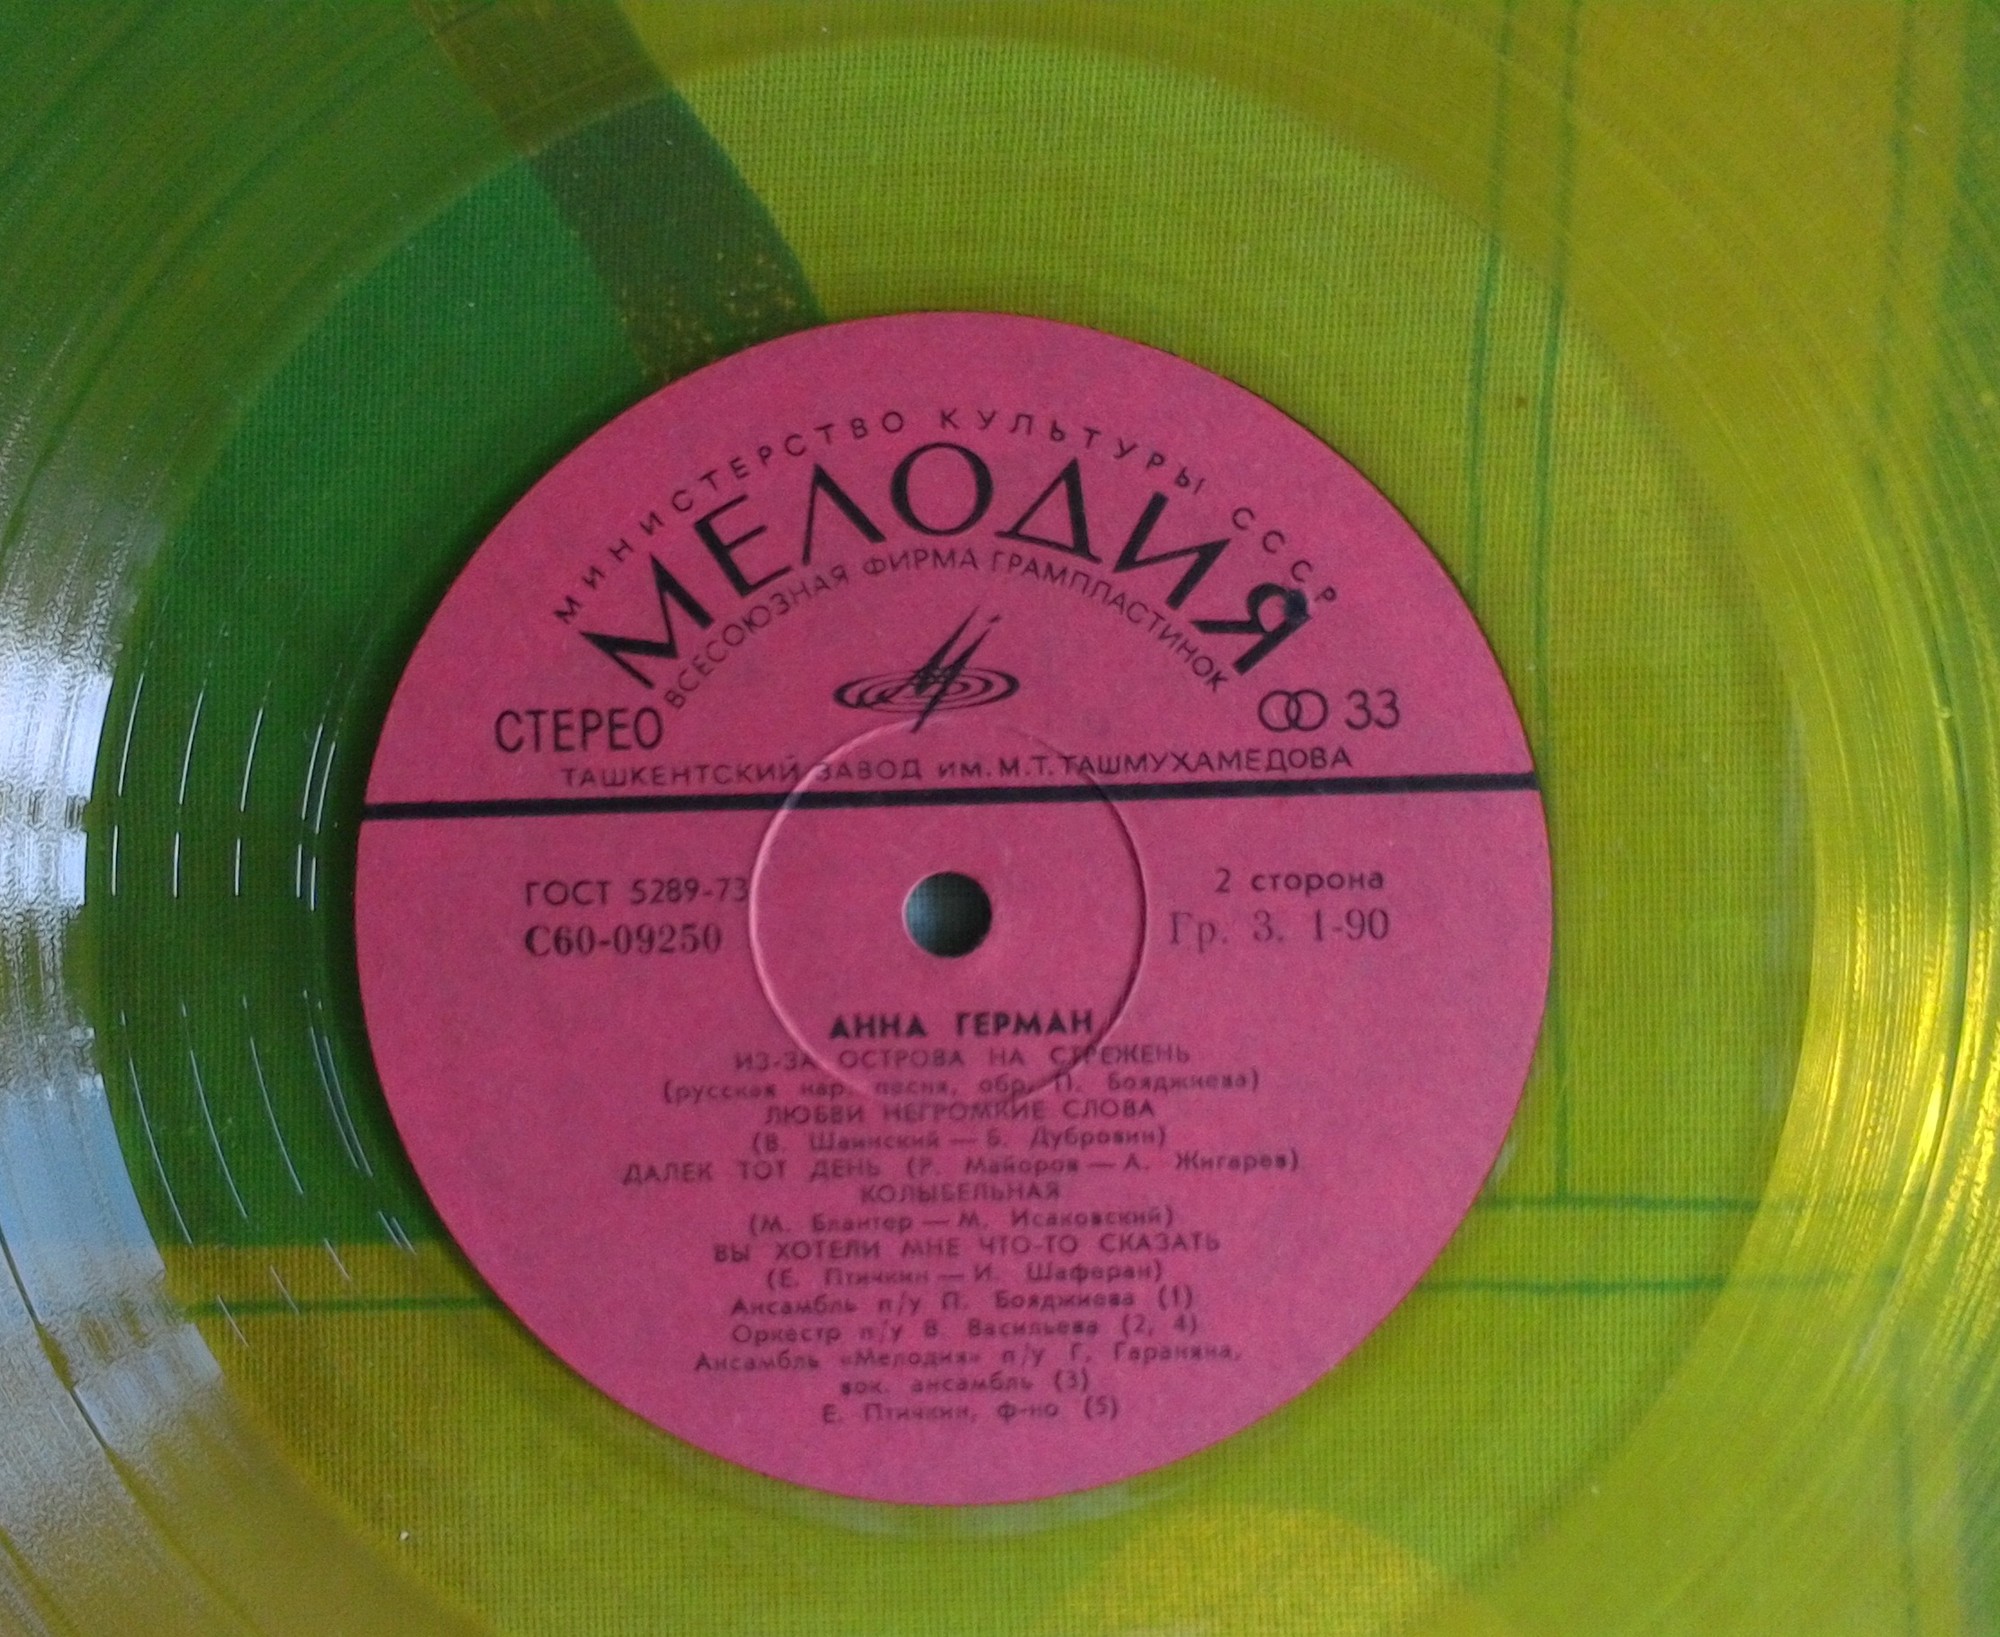 МИНИСТЕРСТВО КУЛЬТУРЫ СССР
МЕЛОДИЯ
ВСЕСОЮЗНАЯ ФИРМА ГРАМПЛАСТИНОК
СТЕРЕО
33
ТАШКЕНТСКИЙ ЗАВОД ИМ. М.Т. ТАШМУХАМЕДОВА
ГОСТ 5289-73
2 сторона
С60-09250
Гр. 3. 1-90
АННА ГЕРМАН
ИЗ-ЗА ОСТРОВА НА СТРЕЖЕНЬ
(русская нар. песня, обр. П. Бояджиева)
ЛЮБВИ НЕГРОМКИЕ СЛОВА
(В. Шаинский — Б. Дубровин)
ДАЛЕК ТОТ ДЕНЬ (Р. Майоров — А. Жигарев)
КОЛЫБЕЛЬНАЯ
(М. Блантер — М. Исаковский)
ВЫ ХОТЕЛИ МНЕ ЧТО-ТО СКАЗАТЬ
(Е. Птичкин — И. Шаферан)
Ансамбль п/у П. Бояджиева (1)
Оркестр п/у В. Васильева (2, 4)
Ансамбль «Мелодия» п/у Г. Гараняна,
вок. ансамбль (3)
Е. Птичкин, ф-но (5)